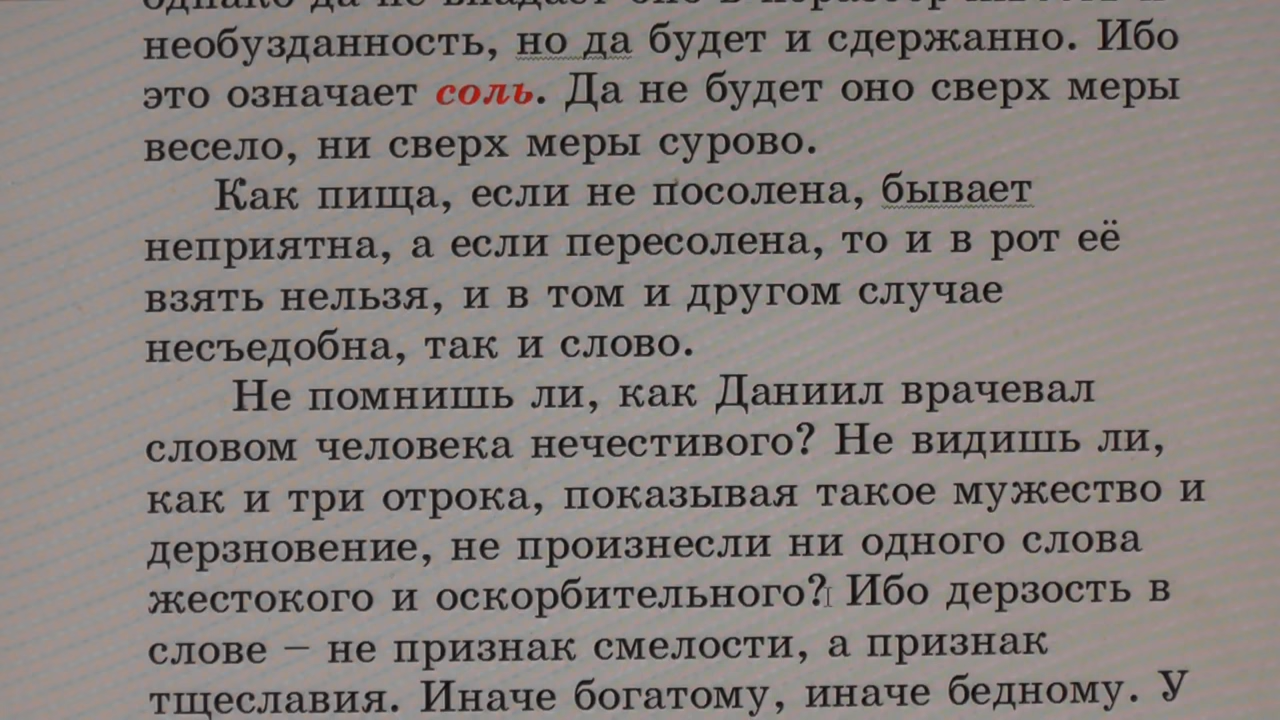 необузданность, но да будет и сдержанно. Ибо
это означает соль. Да не будет оно сверх меры
весело, ни сверх меры сурово.
Как пища, если не посолена, бывает
неприятна, а если пересолена, то и в рот её
взять нельзя, и в том и другом случае
несъедобна, так и слово.
Не помнишь ли, как Даниил врачевал
словом человека нечестивого? Не видишь ли,
как и три отрока, показывая такое мужество и
дерзновение, не произнесли ни одного слова
жестокого и оскорбительного? Ибо дерзость в
слове – не признак смелости, а признак
тщеславия. Иначе богатому, иначе бедному. У